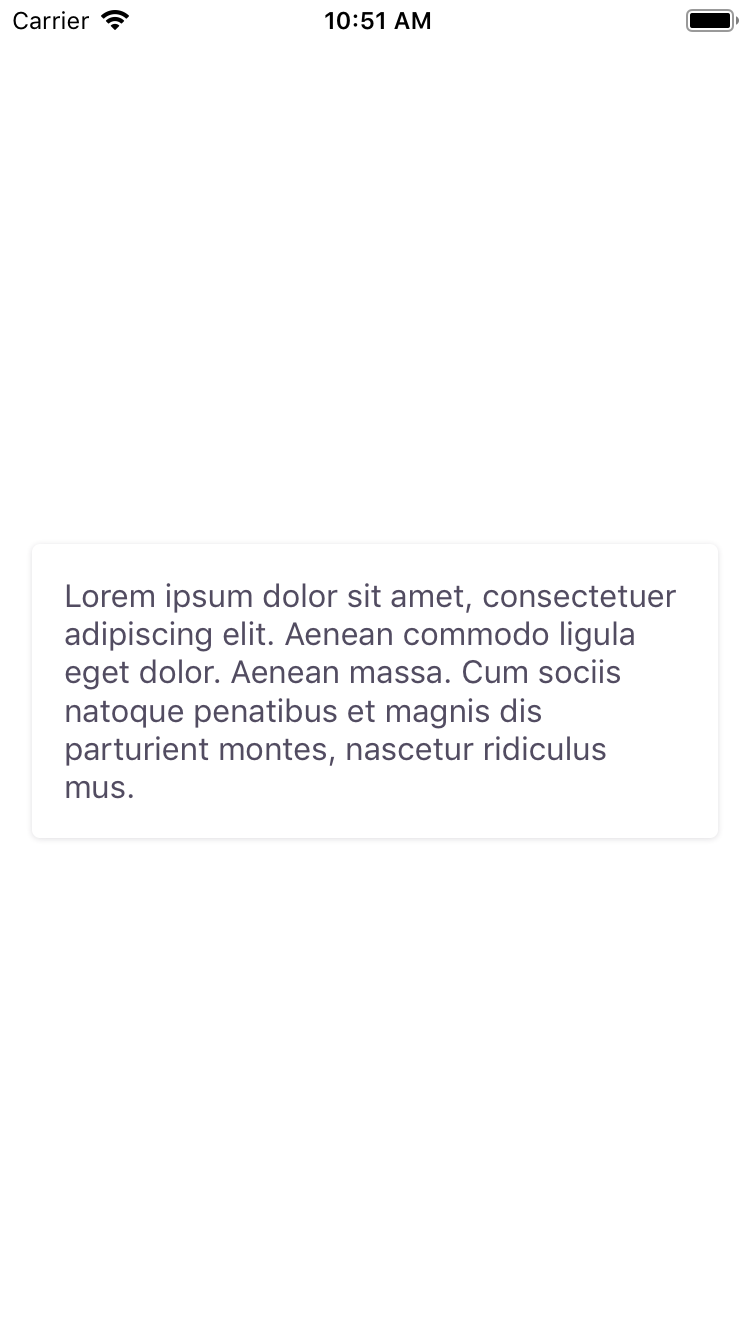 Carrier 10:51 AM
Lorem ipsum dolor sit amet, consectetuer
adipiscing elit. Aenean commodo ligula
eget dolor. Aenean massa. Cum sociis
natoque penatibus et magnis dis
parturient montes, nascetur ridiculus
mus.